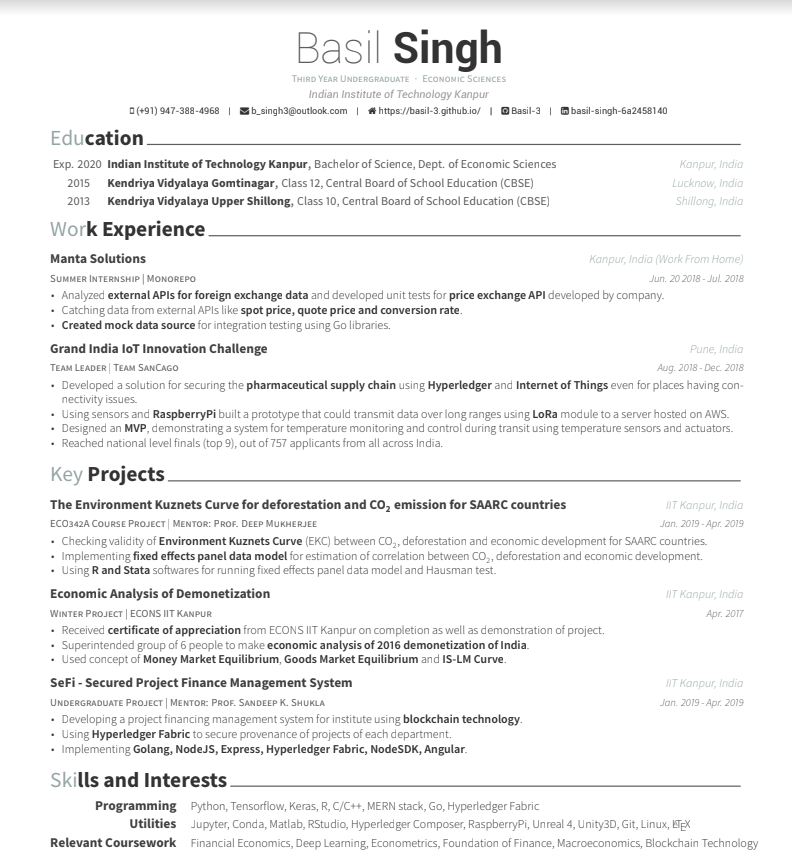 Basil Singh
Third Year Undergraduate · Economic Sciences
Indian Institute of Technology Kanpur
(+91) 947-388-4968 | b_singh3@outlook.com | https://basil-3.github.io/ | Basil-3 | basil-singh-6a2458140
Education
Exp. 2020 Indian Institute of Technology Kanpur, Bachelor of Science, Dept. of Economic Sciences Kanpur, India
2015 Kendriya Vidyalaya Gomtinagar, Class 12, Central Board of School Education (CBSE) Lucknow, India
2013 Kendriya Vidyalaya Upper Shillong, Class 10, Central Board of School Education (CBSE) Shillong, India
Work Experience
Manta Solutions Kanpur, India (Work From Home)
Summer Internship | Monorepo Jun. 20 2018 - Jul. 2018
• Analyzed external APIs for foreign exchange data and developed unit tests for price exchange API developed by company.
• Catching data from external APIs like spot price, quote price and conversion rate.
• Created mock data source for integration testing using Go libraries.
Grand India IoT Innovation Challenge Pune, India
Team Leader | Team SanCago Aug. 2018 - Dec. 2018
• Developed a solution for securing the pharmaceutical supply chain using Hyperledger and Internet of Things even for places having con-
nectivity issues.
• Using sensors and RaspberryPi built a prototype that could transmit data over long ranges using LoRa module to a server hosted on AWS.
• Designed an MVP, demonstrating a system for temperature monitoring and control during transit using temperature sensors and actuators.
• Reached national level finals (top 9), out of 757 applicants from all across India.
Key Projects
The Environment Kuznets Curve for deforestation and CO₂ emission for SAARC countries IIT Kanpur, India
ECO342A Course Project | Mentor: Prof. Deep Mukherjee Jan. 2019 - Apr. 2019
• Checking validity of Environment Kuznets Curve (EKC) between CO₂, deforestation and economic development for SAARC countries.
• Implementing fixed effects panel data model for estimation of correlation between CO₂, deforestation and economic development.
• Using R and Stata softwares for running fixed effects panel data model and Hausman test.
Economic Analysis of Demonetization IIT Kanpur, India
Winter Project | ECONS IIT Kanpur Apr. 2017
• Received certificate of appreciation from ECONS IIT Kanpur on completion as well as demonstration of project.
• Superintended group of 6 people to make economic analysis of 2016 demonetization of India.
• Used concept of Money Market Equilibrium, Goods Market Equilibrium and IS-LM Curve.
SeFi - Secured Project Finance Management System IIT Kanpur, India
Undergraduate Project | Mentor: Prof. Sandeep K. Shukla Jan. 2019 - Apr. 2019
• Developing a project financing management system for institute using blockchain technology.
• Using Hyperledger Fabric to secure provenance of projects of each department.
• Implementing Golang, NodeJS, Express, Hyperledger Fabric, NodeSDK, Angular.
Skills and Interests
Programming Python, Tensorflow, Keras, R, C/C++, MERN stack, Go, Hyperledger Fabric
Utilities Jupyter, Conda, Matlab, RStudio, Hyperledger Composer, RaspberryPi, Unreal 4, Unity3D, Git, Linux, LaTeX
Relevant Coursework Financial Economics, Deep Learning, Econometrics, Foundation of Finance, Macroeconomics, Blockchain Technology